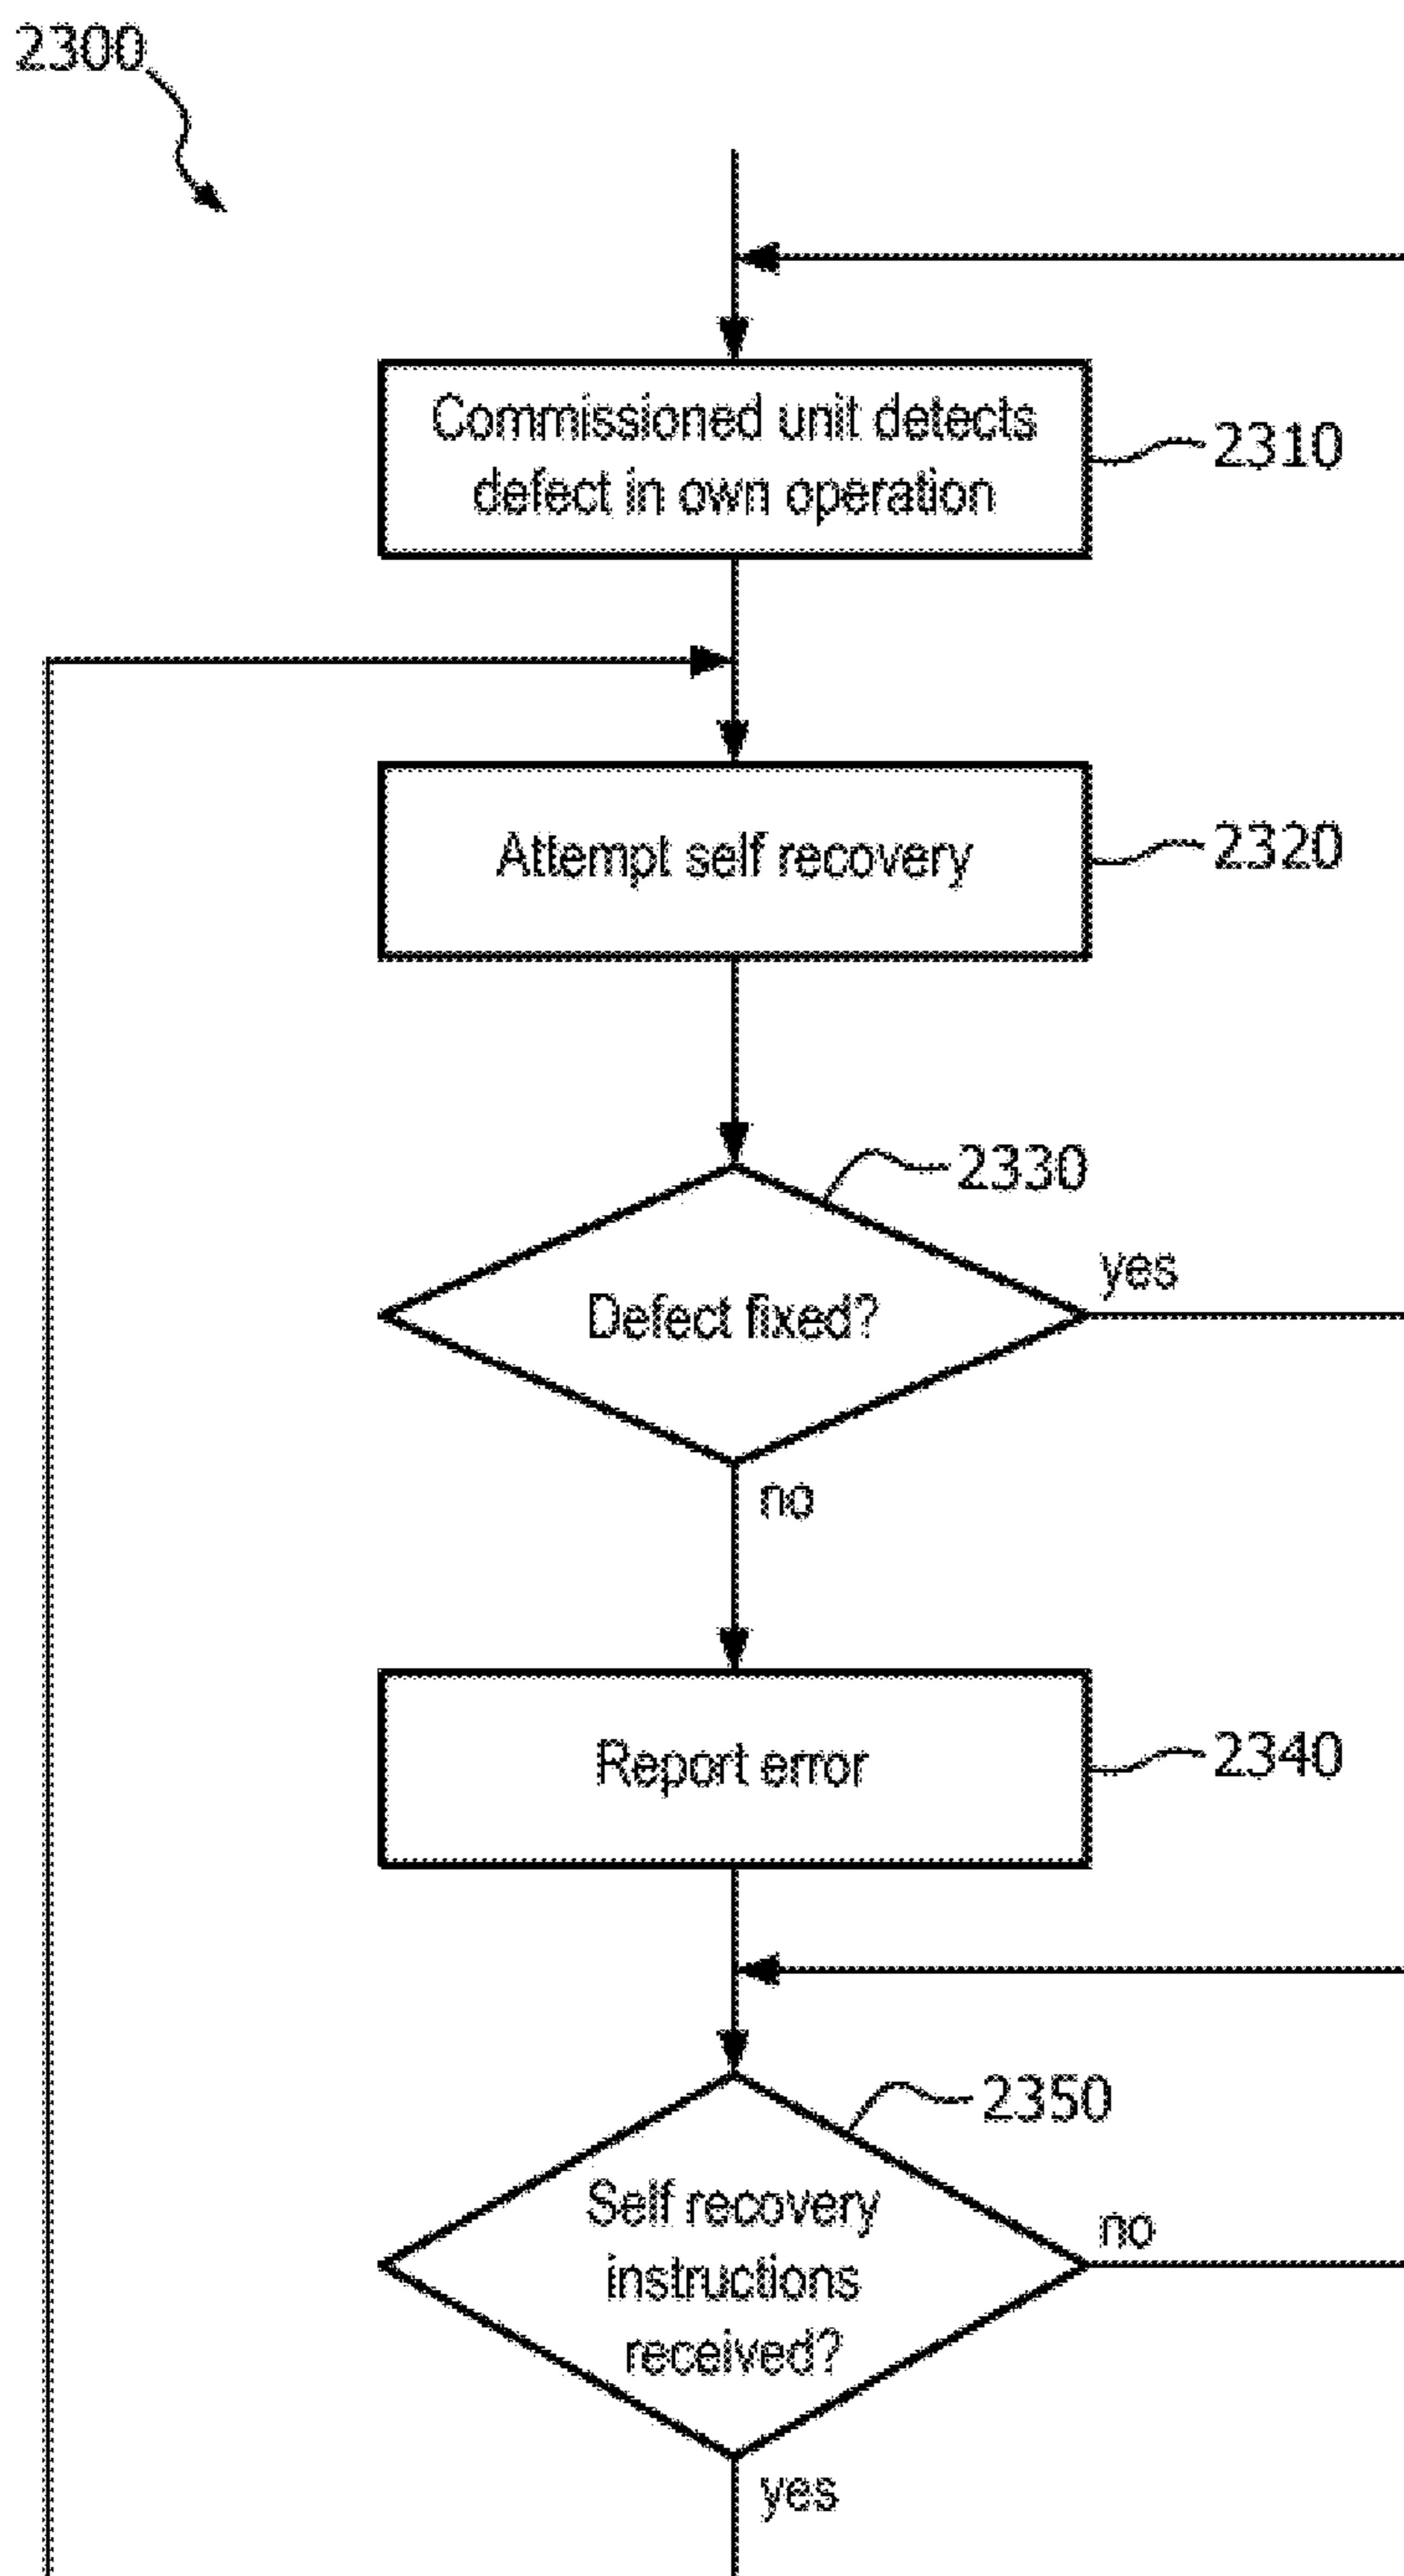 2300
Commissioned unit detects
defect in own operation
2310
Attempt self recovery
2320
2330
Defect fixed?
yes
no
Report error
2340
2350
Self recovery
instructions
received?
no
yes